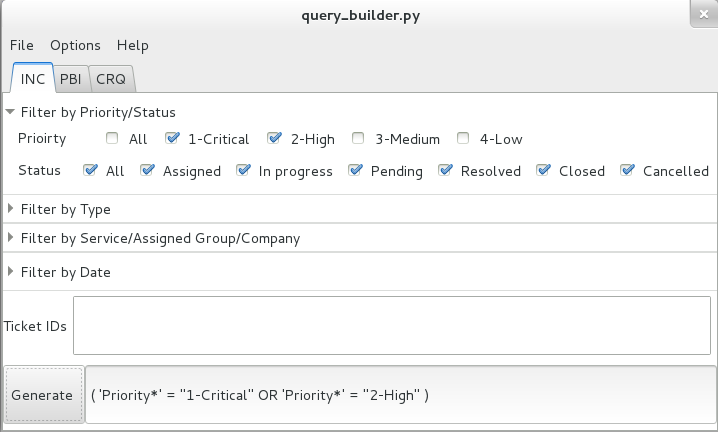 query_builder.py
File Options Help
INC PBI CRQ
Filter by Priority/Status
Prioirty All 1-Critical 2-High 3-Medium 4-Low
Status All Assigned In progress Pending Resolved Closed Cancelled
Filter by Type
Filter by Service/Assigned Group/Company
Filter by Date
Ticket IDs
Generate ( 'Priority*' = "1-Critical" OR 'Priority*' = "2-High" )